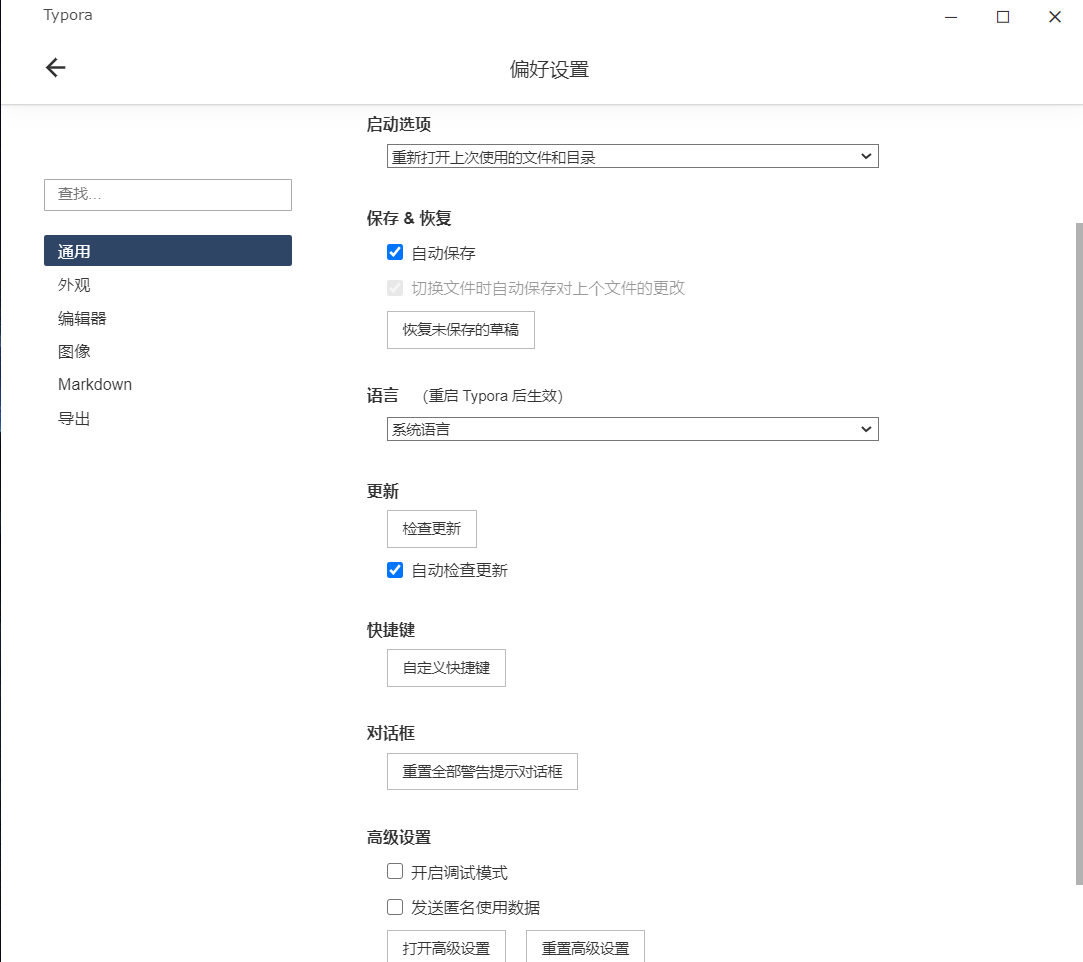 Typora
偏好设置
查找...
通用
外观
编辑器
图像
Markdown
导出
启动选项
重新打开上次使用的文件和目录
保存 & 恢复
自动保存
切换文件时自动保存对上个文件的更改
恢复未保存的草稿
语言 （重启 Typora 后生效）
系统语言
更新
检查更新
自动检查更新
快捷键
自定义快捷键
对话框
重置全部警告提示对话框
高级设置
开启调试模式
发送匿名使用数据
打开高级设置 重置高级设置